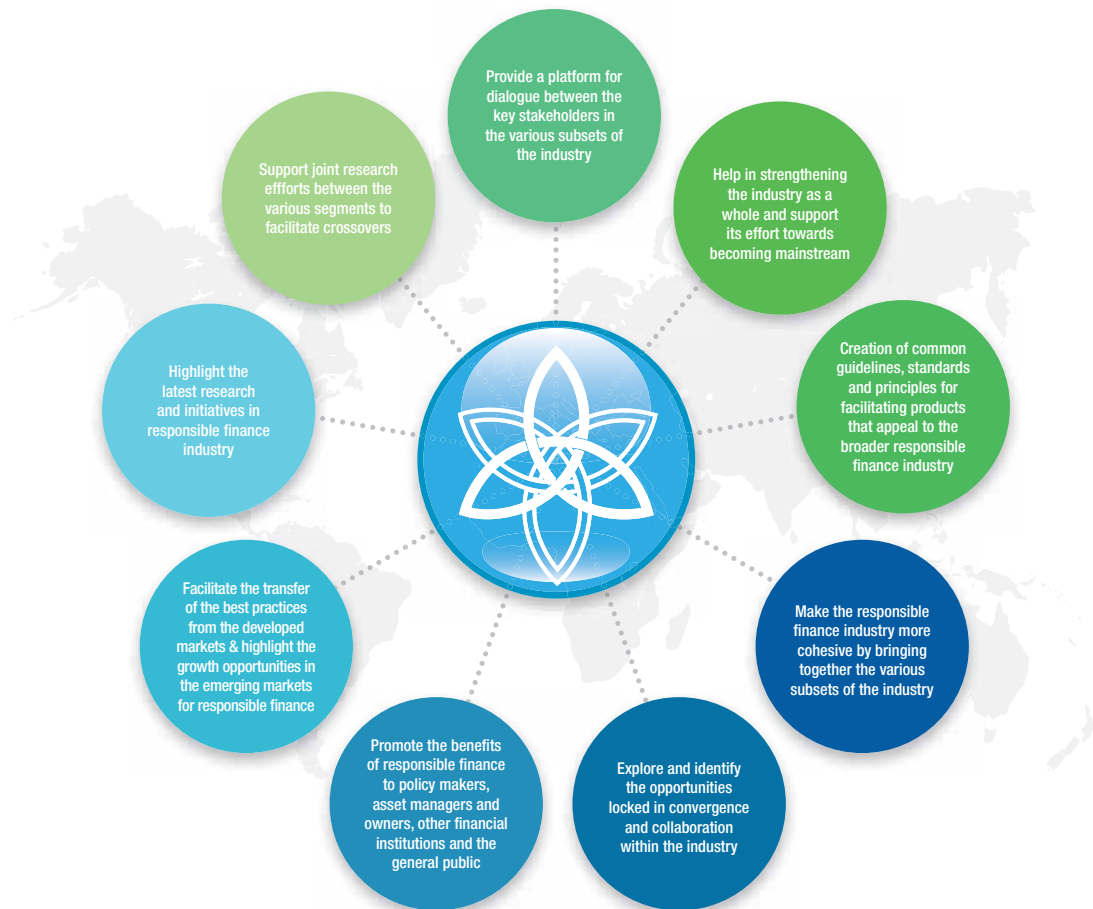 Provide a platform for
dialogue between the
key stakeholders in
the various subsets of
the industry
Help in strengthening
the industry as a
whole and support
its effort towards
becoming mainstream
Creation of common
guidelines, standards
and principles for
facilitating products
that appeal to the
broader responsible
finance industry
Make the responsible
finance industry more
cohesive by bringing
together the various
subsets of the industry
Explore and identify
the opportunities
locked in convergence
and collaboration
within the industry
Promote the benefits
of responsible finance
to policy makers,
asset managers and
owners, other financial
institutions and the
general public
Facilitate the transfer
of the best practices
from the developed
markets & highlight the
growth opportunities in
the emerging markets
for responsible finance
Highlight the
latest research
and initiatives in
responsible finance
industry
Support joint research
effforts between the
various segments to
facilitate crossovers